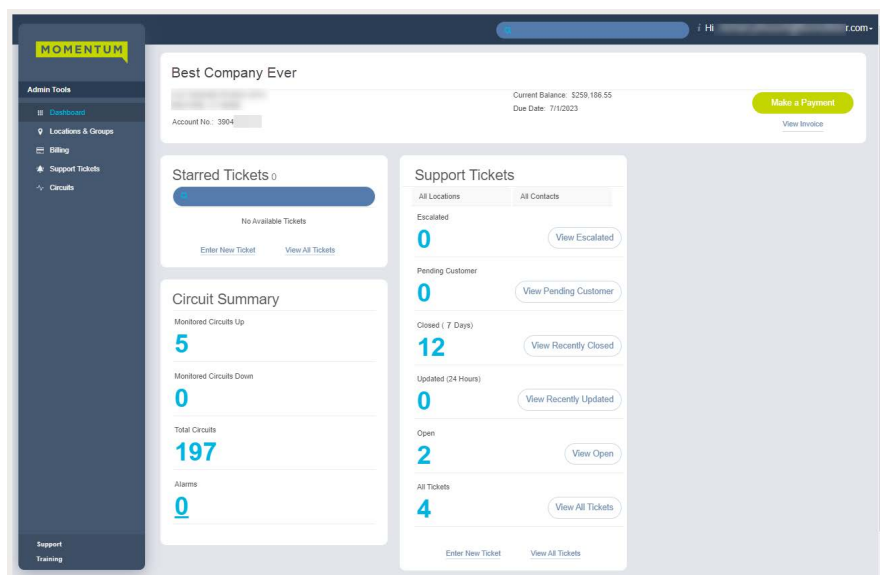 i Hi r.com
MOMENTUM
Admin Tools
Dashboard
Locations & Groups
Billing
Support Tickets
Circuits
Support
Training
Best Company Ever
Account No.: 3904
Current Balance: $259,186.55
Due Date: 7/1/2023
Make a Payment
View Invoice
Starred Tickets 0
No Available Tickets
Enter New Ticket View All Tickets
Circuit Summary
Monitored Circuits Up
5
Monitored Circuits Down
0
Total Circuits
197
Alarms
0
Support Tickets
All Locations All Contacts
Escalated
0 View Escalated
Pending Customer
0 View Pending Customer
Closed ( 7 Days)
12 View Recently Closed
Updated (24 Hours)
0 View Recently Updated
Open
2 View Open
All Tickets
4 View All Tickets
Enter New Ticket View All Tickets